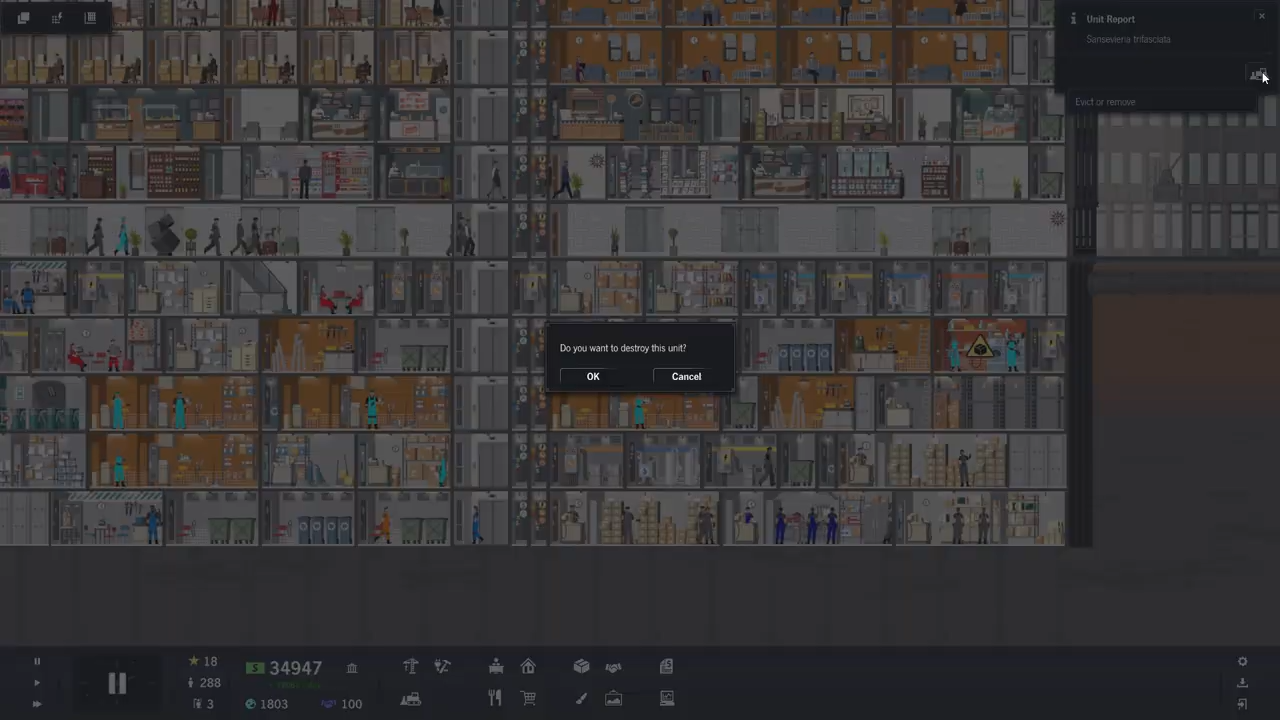 Unit Report
Sansevieria trifasciata
Evict or remove
Do you want to destroy this unit?
OK
Cancel
18
34947
288
3
1803
100